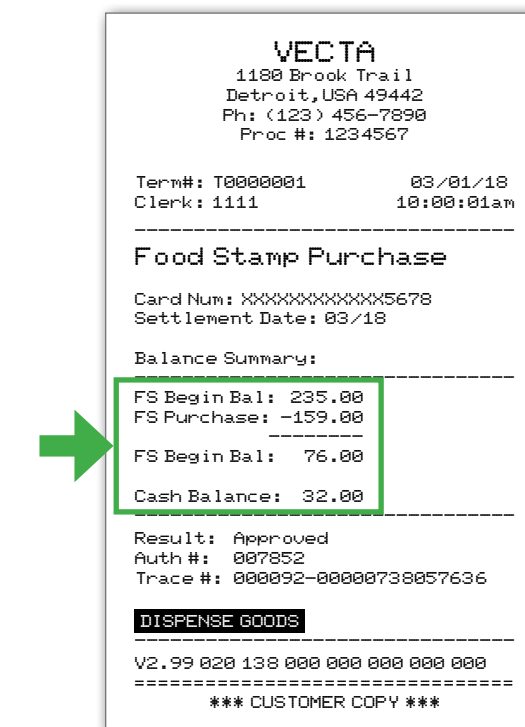 VECTA
1180 Brook Trail
Detroit,USA 49442
Ph: (123) 456-7890
Proc #: 1234567
Term#: T0000001 03/01/18
Clerk: 1111 10:00:01am
--------------------------------
Food Stamp Purchase
Card Num: XXXXXXXXXXXX5678
Settlement Date: 03/18
Balance Summary:
--------------------------------
FS Begin Bal: 235.00
FS Purchase: -159.00
--------
FS Begin Bal: 76.00
Cash Balance: 32.00
--------------------------------
Result: Approved
Auth #: 007852
Trace #: 000092-00000738057636
DISPENSE GOODS
--------------------------------
V2.99 020 138 000 000 000 000 000
================================
*** CUSTOMER COPY ***